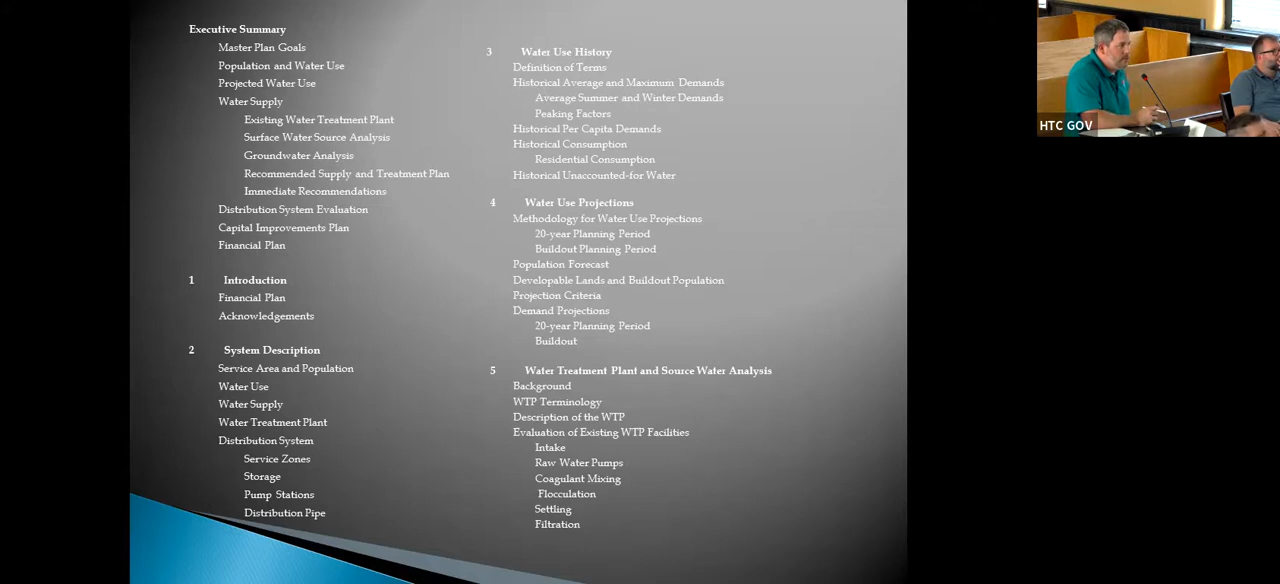 Executive Summary
Master Plan Goals
Population and Water Use
Projected Water Use
Water Supply
Existing Water Treatment Plant
Surface Water Source Analysis
Groundwater Analysis
Recommended Supply and Treatment Plan
Immediate Recommendations
Distribution System Evaluation
Capital Improvements Plan
Financial Plan
1 Introduction
Financial Plan
Acknowledgements
2 System Description
Service Area and Population
Water Use
Water Supply
Water Treatment Plant
Distribution System
Service Zones
Storage
Pump Stations
Distribution Pipe
3 Water Use History
Definition of Terms
Historical Average and Maximum Demands
Average Summer and Winter Demands
Peaking Factors
Historical Per Capita Demands
Historical Consumption
Residential Consumption
Historical Unaccounted-for Water
4 Water Use Projections
Methodology for Water Use Projections
20-year Planning Period
Buildout Planning Period
Population Forecast
Developable Lands and Buildout Population
Projection Criteria
Demand Projections
20-year Planning Period
Buildout
5 Water Treatment Plant and Source Water Analysis
Background
WTP Terminology
Description of the WTP
Evaluation of Existing WTP Facilities
Intake
Raw Water Pumps
Coagulant Mixing
Flocculation
Settling
Filtration
HTC GOV